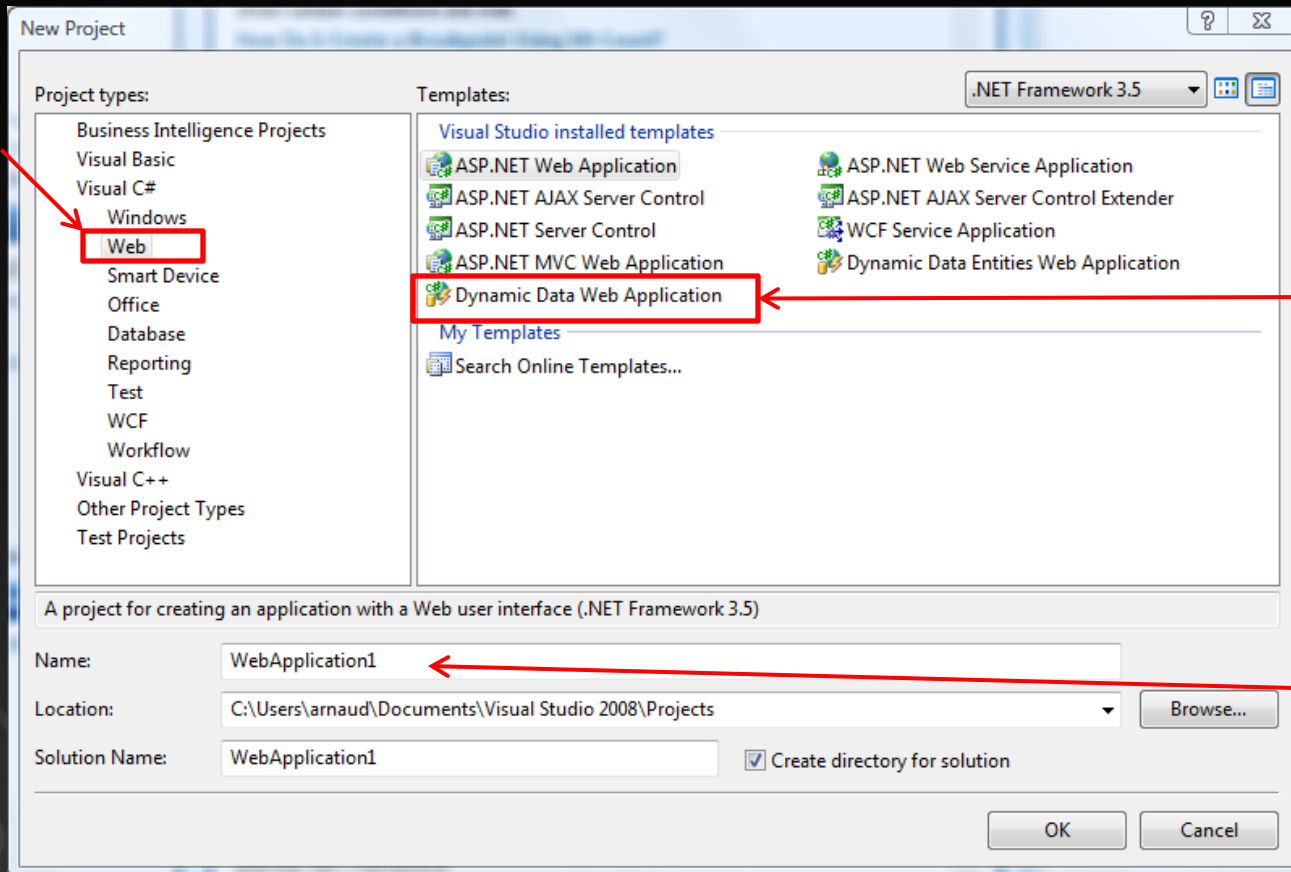 New Project
Project types:
Templates:
.NET Framework 3.5
Business Intelligence Projects
Visual Basic
Visual C#
Windows
Web
Smart Device
Office
Database
Reporting
Test
WCF
Workflow
Visual C++
Other Project Types
Test Projects
Visual Studio installed templates
ASP.NET Web Application
ASP.NET Web Service Application
ASP.NET AJAX Server Control
ASP.NET AJAX Server Control Extender
ASP.NET Server Control
WCF Service Application
ASP.NET MVC Web Application
Dynamic Data Entities Web Application
Dynamic Data Web Application
My Templates
Search Online Templates...
A project for creating an application with a Web user interface (.NET Framework 3.5)
Name:
WebApplication1
Location:
C:\Users\arnaud\Documents\Visual Studio 2008\Projects
Browse...
Solution Name:
WebApplication1
Create directory for solution
OK
Cancel